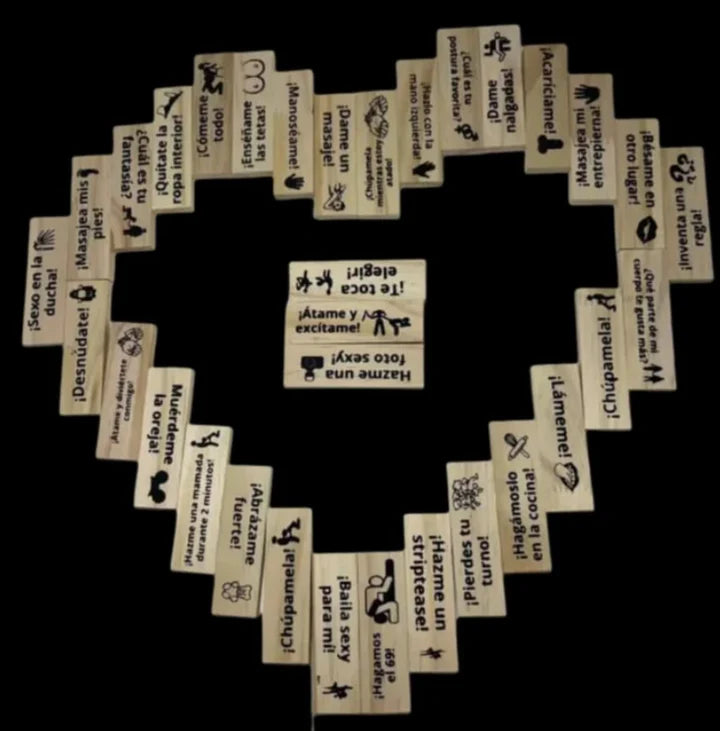 ¡Sexo en la
ducha!
¡Masajea mis
pies!
¿Cuál es tu
fantasía?
¡Quítate la
ropa interior!
¡Cómeme
todo!
¡Enséñame
las tetas!
¡Manoséame!
¡Dame un
masaje!
¡Chúpamela
mientras estoy
atado!
¡Hazlo con la
mano izquierda!
¿Cuál es tu
postura favorita?
¡Dame
nalgadas!
¡Acaríciame!
¡Masajea mi
entrepierna!
¡Bésame en
otro lugar!
¡Inventa una
regla!
¿Qué parte de mi
cuerpo te gusta más?
¡Chúpamela!
¡Lámeme!
¡Hagámoslo
en la cocina!
¡Pierdes tu
turno!
¡Hazme un
striptease!
¡Hagamos
el 69!
¡Baila sexy
para mi!
¡Chúpamela!
¡Abrázame
fuerte!
¡Hazme una mamada
durante 2 minutos!
Muérdeme
la oreja!
¡Átame y diviértete
conmigo!
¡Desnúdate!
¡Te toca
elegir!
¡Átame y
excítame!
Hazme una
foto sexy!